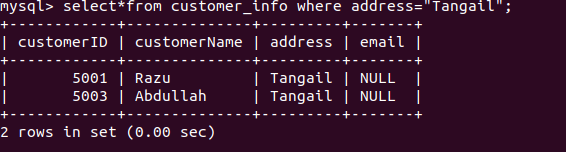 mysql> select*from customer_info where address="Tangail";
+------------+--------------+---------+-------+
| customerID | customerName | address | email |
+------------+--------------+---------+-------+
|       5001 | Razu         | Tangail | NULL  |
|       5003 | Abdullah     | Tangail | NULL  |
+------------+--------------+---------+-------+
2 rows in set (0.00 sec)